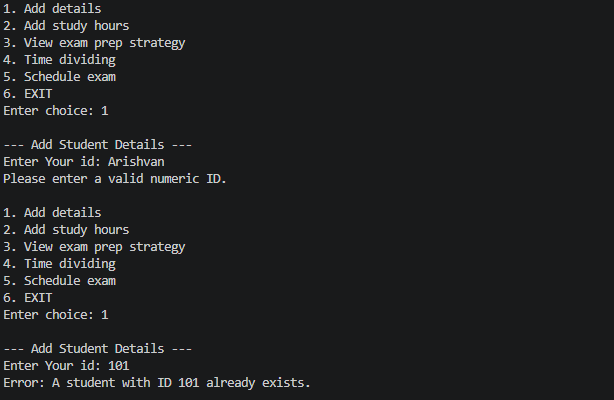 1. Add details
2. Add study hours
3. View exam prep strategy
4. Time dividing
5. Schedule exam
6. EXIT
Enter choice: 1
--- Add Student Details ---
Enter Your id: Arishvan
Please enter a valid numeric ID.
1. Add details
2. Add study hours
3. View exam prep strategy
4. Time dividing
5. Schedule exam
6. EXIT
Enter choice: 1
--- Add Student Details ---
Enter Your id: 101
Error: A student with ID 101 already exists.